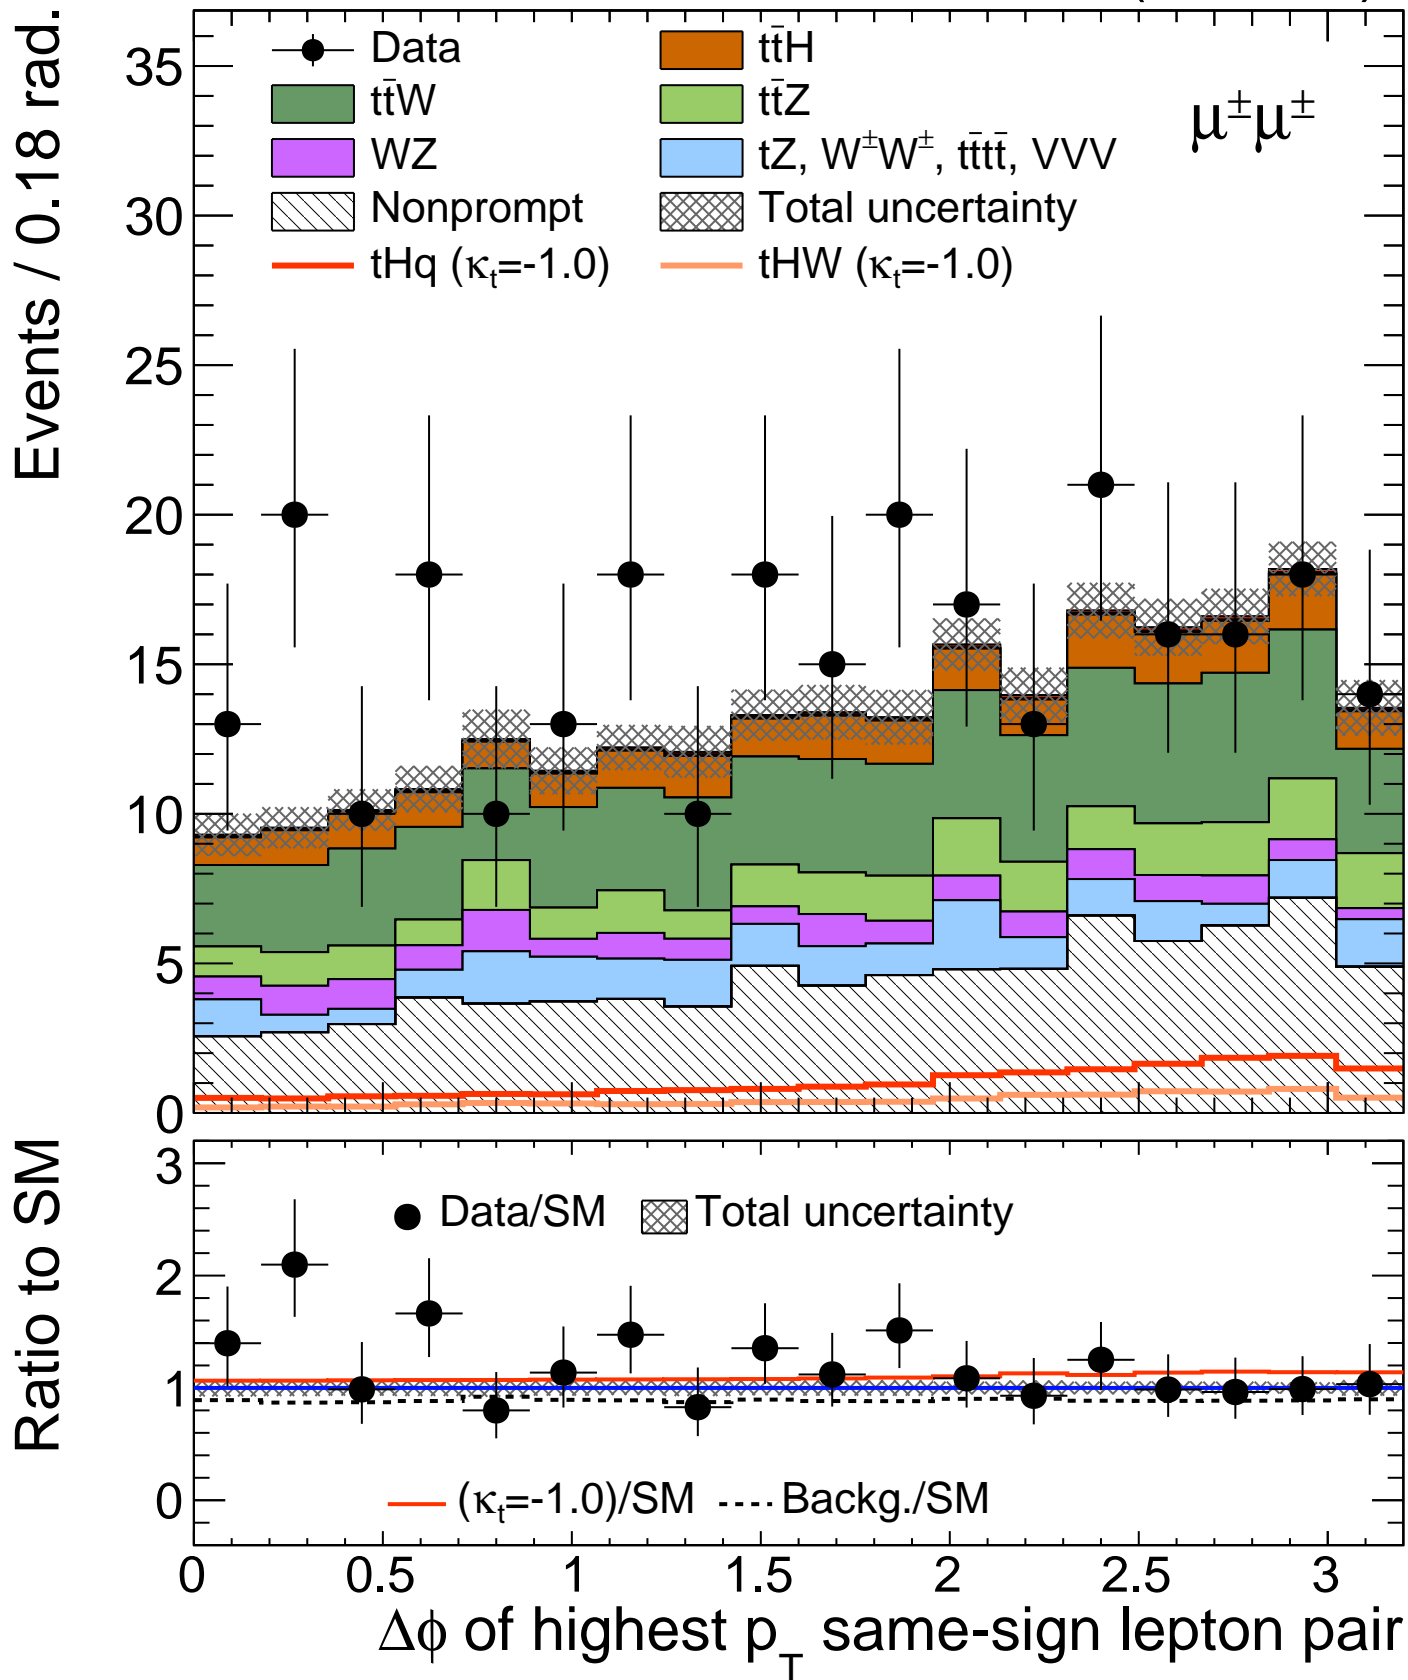 Events / 0.18 rad.
35
30
25
20
15
10
5
0
Data
tt̄H
tt̄W
tt̄Z
WZ
tZ, W±W±, tt̄tt̄, VVV
Nonprompt
Total uncertainty
tHq (κt=-1.0)
tHW (κt=-1.0)
μ±μ±
Ratio to SM
3
2
1
0
Data/SM
Total uncertainty
(κt=-1.0)/SM
Backg./SM
0 0.5 1 1.5 2 2.5 3
Δϕ of highest pT same-sign lepton pair